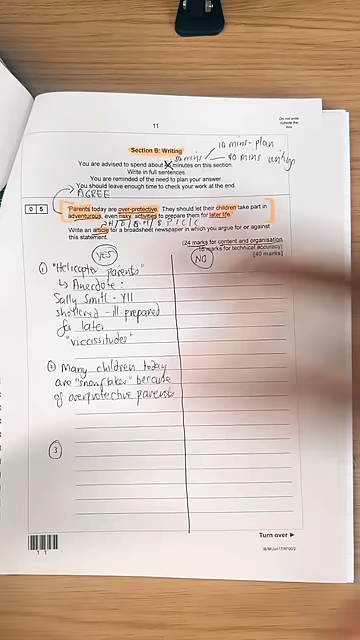 11
Do not write
outside the
box
Section B: Writing
10 mins - plan
You are advised to spend about 50 mins minutes on this section.
40 mins writing
Write in full sentences.
You are reminded of the need to plan your answer.
You should leave enough time to check your work at the end.
AGREE
0 5
'Parents today are over-protective. They should let their children take part in
adventurous, even risky, activities to prepare them for later life.'
Write an article for a broadsheet newspaper in which you argue for or against
this statement.
(24 marks for content and organisation
16 marks for technical accuracy)
[40 marks]
YES
NO
1 "Helicopter parents"
↳ Anecdote:
Sally Smith - Y11
sheltered - ill-prepared
for later
"viccissitudes"
2 Many children today
are "snowflakes" because
of overprotective parents
3
Turn over ►
11
IB/M/Jun17/8700/2